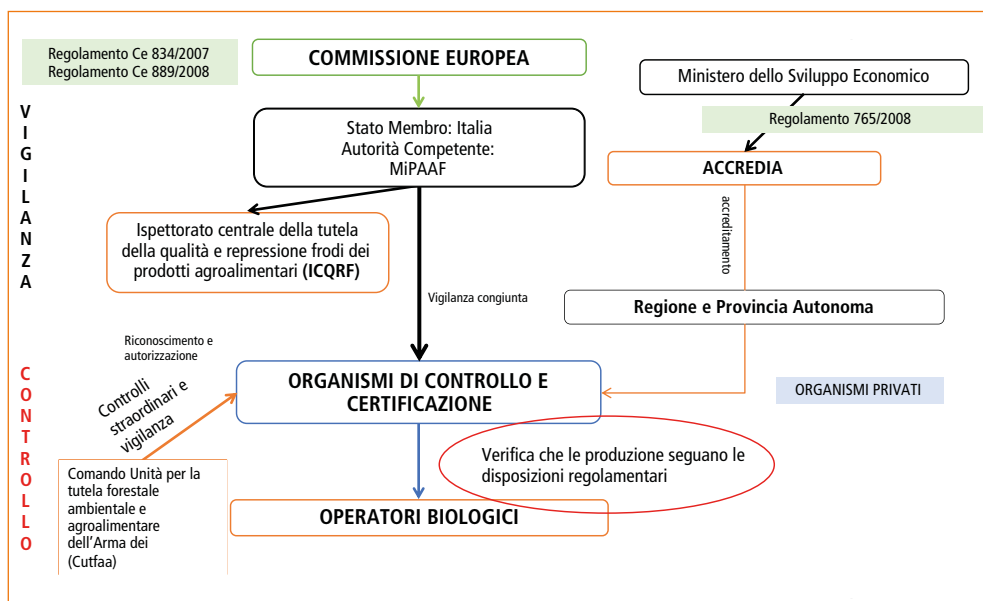 Regolamento Ce 834/2007
Regolamento Ce 889/2008
COMMISSIONE EUROPEA
Ministero dello Sviluppo Economico
Regolamento 765/2008
VIGILANZA
Stato Membro: Italia
Autorità Competente:
MiPAAF
ACCREDIA
accreditamento
Ispettorato centrale della tutela
della qualità e repressione frodi dei
prodotti agroalimentari (ICQRF)
Vigilanza congiunta
Regione e Provincia Autonoma
Riconoscimento e
autorizzazione
CONTROLLO
Controlli
straordinari e
vigilanza
ORGANISMI DI CONTROLLO E
CERTIFICAZIONE
ORGANISMI PRIVATI
Verifica che le produzione seguano le
disposizioni regolamentari
Comando Unità per la
tutela forestale
ambientale e
agroalimentare
dell'Arma dei
(Cutfaa)
OPERATORI BIOLOGICI